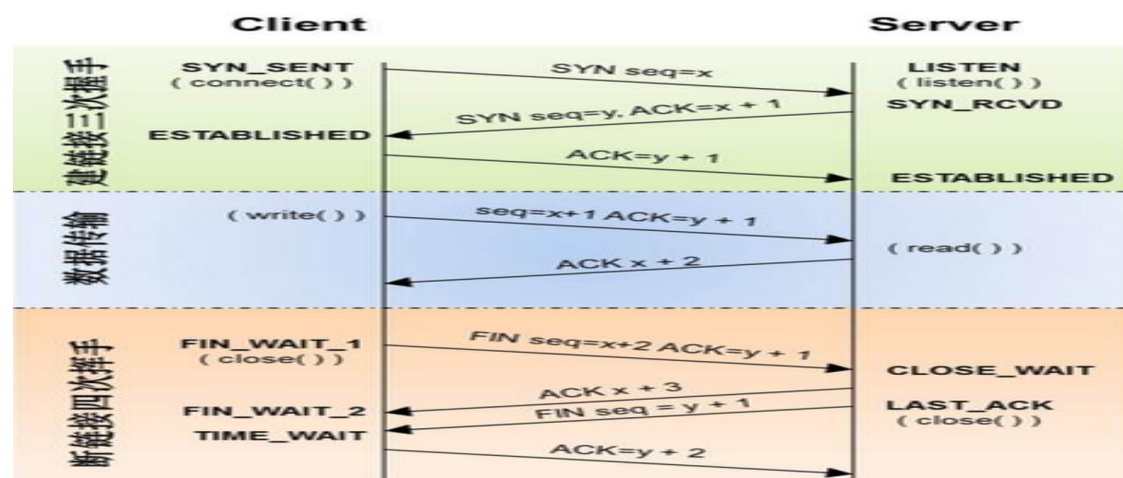 Client
Server
建链接三次握手
SYN_SENT
( connect() )
SYN seq=x
LISTEN
( listen() )
SYN seq=y, ACK=x + 1
SYN_RCVD
ESTABLISHED
ACK=y + 1
ESTABLISHED
数据传输
( write() )
seq=x+1 ACK=y + 1
( read() )
ACK x + 2
断链接四次挥手
FIN_WAIT_1
( close() )
FIN seq=x+2 ACK=y + 1
CLOSE_WAIT
ACK x + 3
FIN_WAIT_2
FIN seq = y + 1
LAST_ACK
( close() )
TIME_WAIT
ACK=y + 2